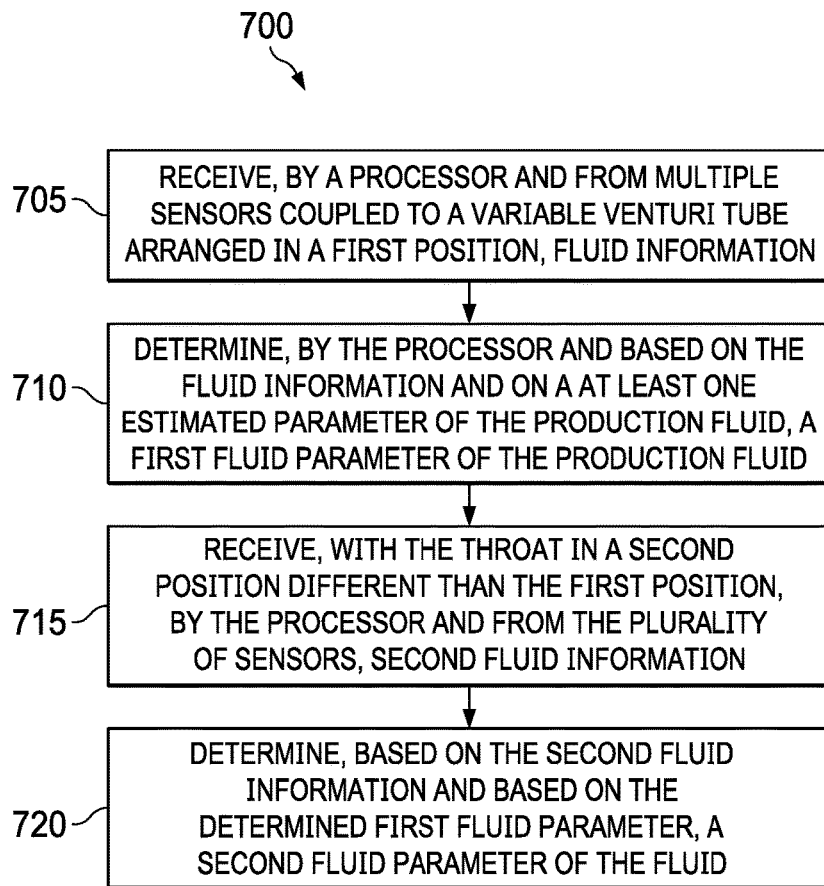 700
705
RECEIVE, BY A PROCESSOR AND FROM MULTIPLE
SENSORS COUPLED TO A VARIABLE VENTURI TUBE
ARRANGED IN A FIRST POSITION, FLUID INFORMATION
710
DETERMINE, BY THE PROCESSOR AND BASED ON THE
FLUID INFORMATION AND ON A AT LEAST ONE
ESTIMATED PARAMETER OF THE PRODUCTION FLUID, A
FIRST FLUID PARAMETER OF THE PRODUCTION FLUID
715
RECEIVE, WITH THE THROAT IN A SECOND
POSITION DIFFERENT THAN THE FIRST POSITION,
BY THE PROCESSOR AND FROM THE PLURALITY
OF SENSORS, SECOND FLUID INFORMATION
720
DETERMINE, BASED ON THE SECOND FLUID
INFORMATION AND BASED ON THE
DETERMINED FIRST FLUID PARAMETER, A
SECOND FLUID PARAMETER OF THE FLUID